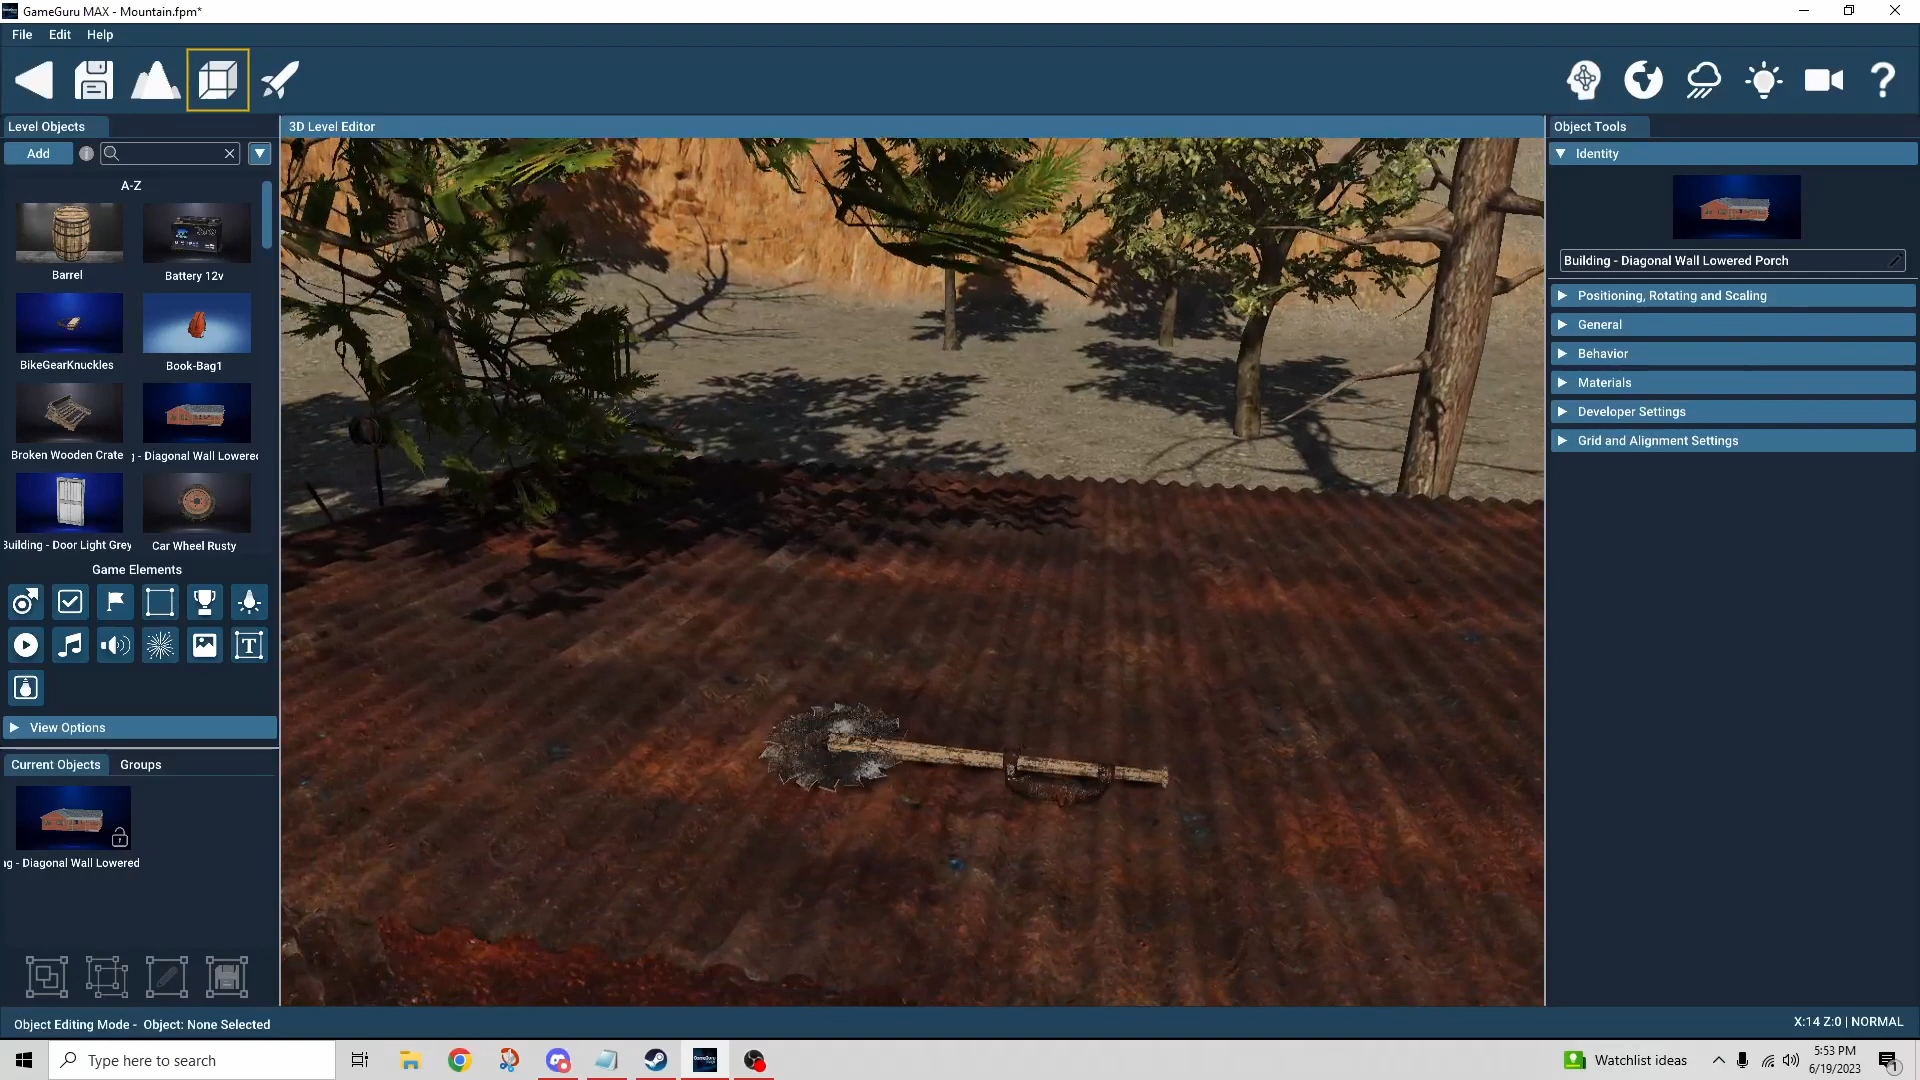 GameGuru MAX - Mountain.fpm*
File Edit Help
Level Objects
3D Level Editor
Object Tools
Add
Identity
A-Z
Barrel
Battery 12v
Building - Diagonal Wall Lowered Porch
BikeGearKnuckles
Book-Bag1
Positioning, Rotating and Scaling
General
Behavior
Materials
Developer Settings
Grid and Alignment Settings
Broken Wooden Crate
g - Diagonal Wall Lowered
Building - Door Light Grey
Car Wheel Rusty
Game Elements
View Options
Current Objects Groups
ng - Diagonal Wall Lowered
Object Editing Mode - Object: None Selected
X:14 Z:0 | NORMAL
Type here to search
Watchlist ideas
5:53 PM
6/19/2023
1